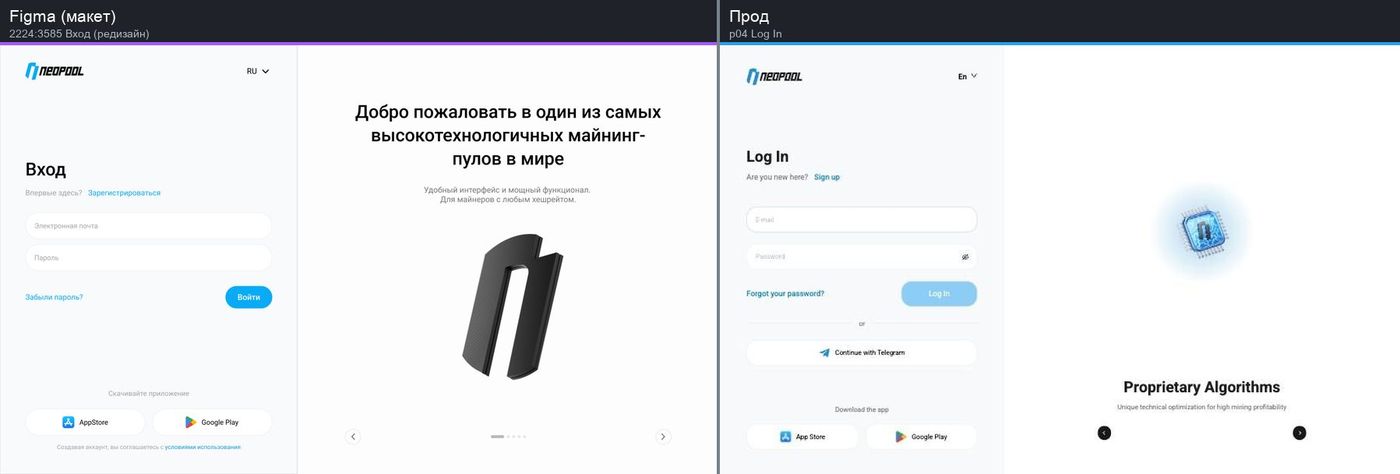 Figma (макет)
2224:3585 Вход (редизайн)
NEOPOOL
RU
Добро пожаловать в один из самых
высокотехнологичных майнинг-
пулов в мире
Удобный интерфейс и мощный функционал.
Для майнеров с любым хешрейтом.
Вход
Впервые здесь? Зарегистрироваться
Электронная почта
Пароль
Забыли пароль?
Войти
Скачивайте приложение
AppStore
Google Play
Создавая аккаунт, вы соглашаетесь с условиями использования
Прод
p04 Log In
NEOPOOL
En
Log In
Are you new here? Sign up
E-mail
Password
Forgot your password?
Log In
or
Continue with Telegram
Download the app
App Store
Google Play
Proprietary Algorithms
Unique technical optimization for high mining profitability